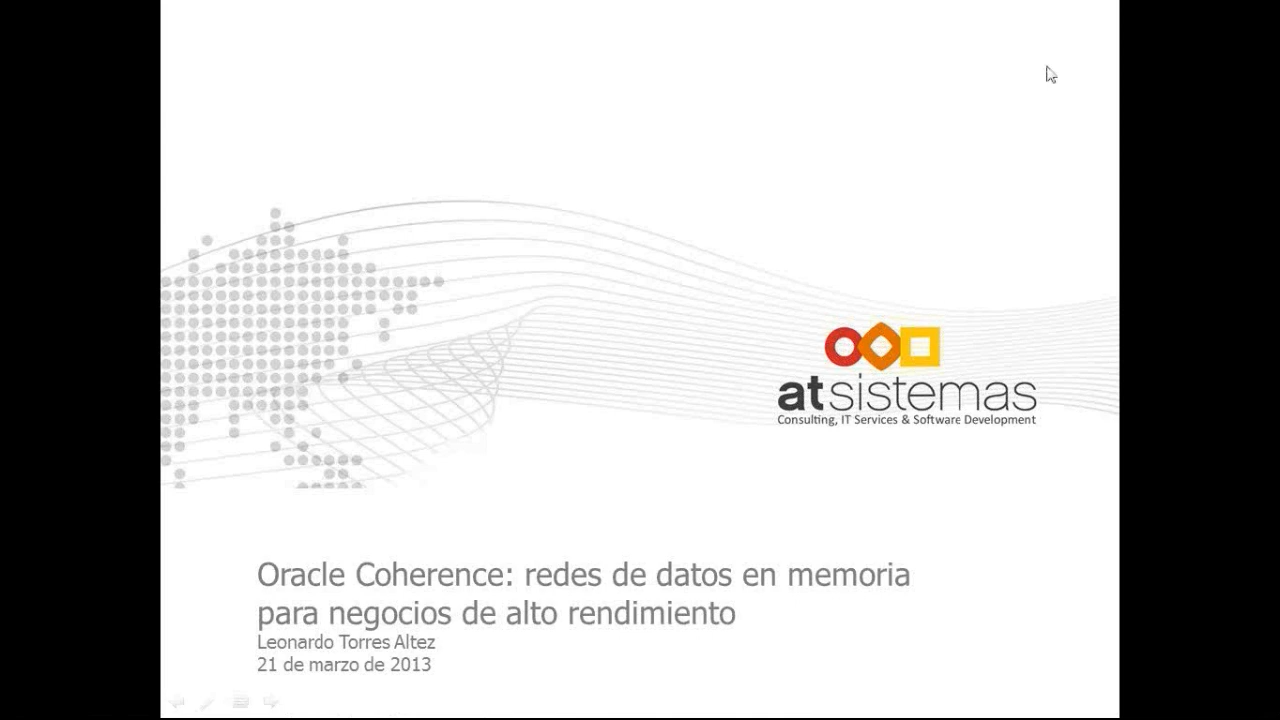 atsistemas
Consulting, IT Services & Software Development
Oracle Coherence: redes de datos en memoria
para negocios de alto rendimiento
Leonardo Torres Altez
21 de marzo de 2013